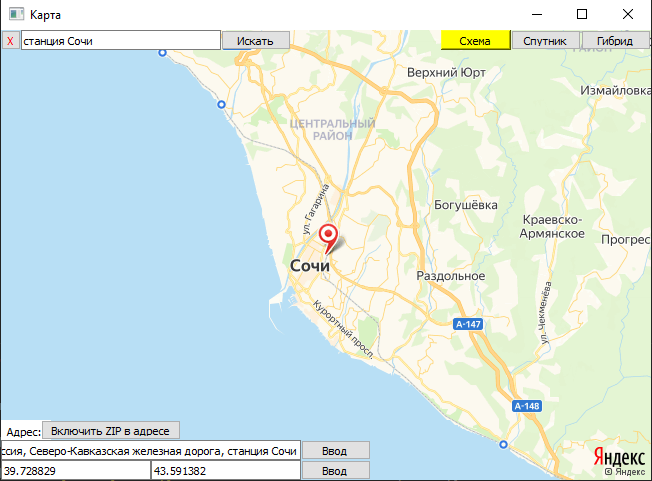 Карта
X
станция Сочи
Искать
Схема
Спутник
Гибрид
РАЙОН
Верхний Юрт
Измайловка
ЦЕНТРАЛЬНЫЙ
РАЙОН
ул. Гагарина
Богушёвка
Краевско-
Армянское
Прогрес
Сочи
Раздольное
Курортный просп.
А-147
ул. Чекменёва
А-148
Адрес:
Включить ZIP в адресе
ссия, Северо-Кавказская железная дорога, станция Сочи
Ввод
39.728829
43.591382
Ввод
Яндекс
© Яндекс